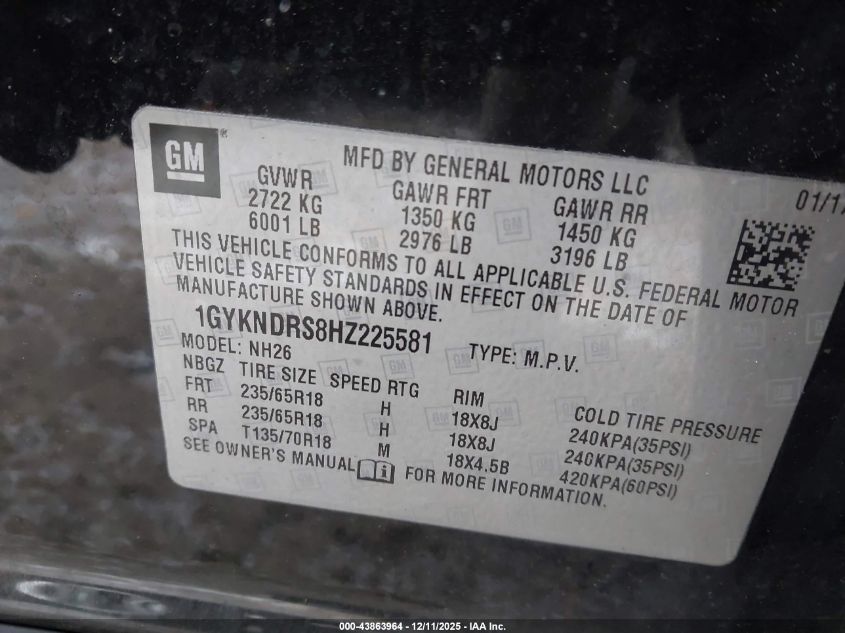 GM
MFD BY GENERAL MOTORS LLC
01/17
GVWR GAWR FRT GAWR RR
2722 KG 1350 KG 1450 KG
6001 LB 2976 LB 3196 LB
THIS VEHICLE CONFORMS TO ALL APPLICABLE U.S. FEDERAL MOTOR
VEHICLE SAFETY STANDARDS IN EFFECT ON THE DATE OF
MANUFACTURE SHOWN ABOVE.
1GYKNDRS8HZ225581 TYPE: M.P.V.
MODEL: NH26
NBGZ TIRE SIZE SPEED RTG RIM COLD TIRE PRESSURE
FRT 235/65R18 H 18X8J 240KPA(35PSI)
RR 235/65R18 H 18X8J 240KPA(35PSI)
SPA T135/70R18 M 18X4.5B 420KPA(60PSI)
SEE OWNER'S MANUAL FOR MORE INFORMATION.
000-43863964 - 12/11/2025 - IAA Inc.